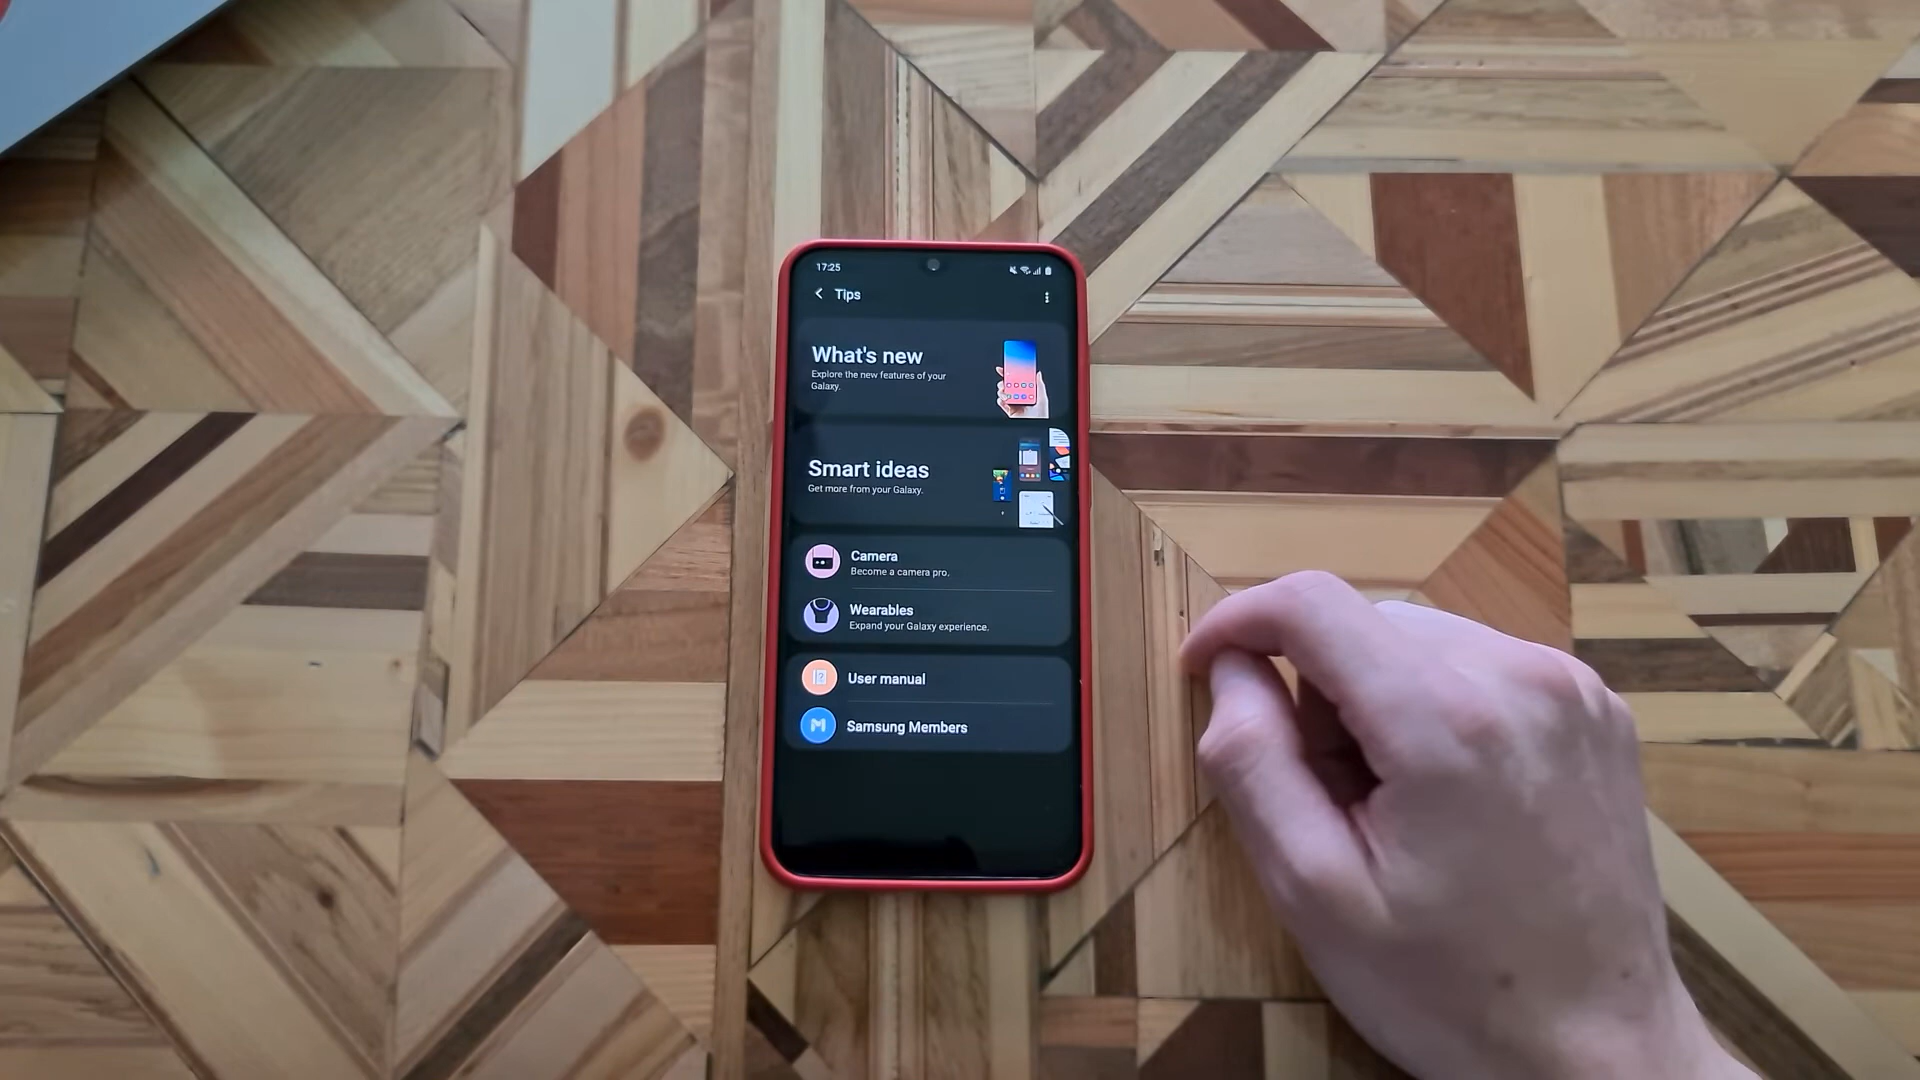 17:25
Tips
What's new
Explore the new features of your
Galaxy.
Smart ideas
Get more from your Galaxy.
Camera
Become a camera pro.
Wearables
Expand your Galaxy experience.
User manual
Samsung Members